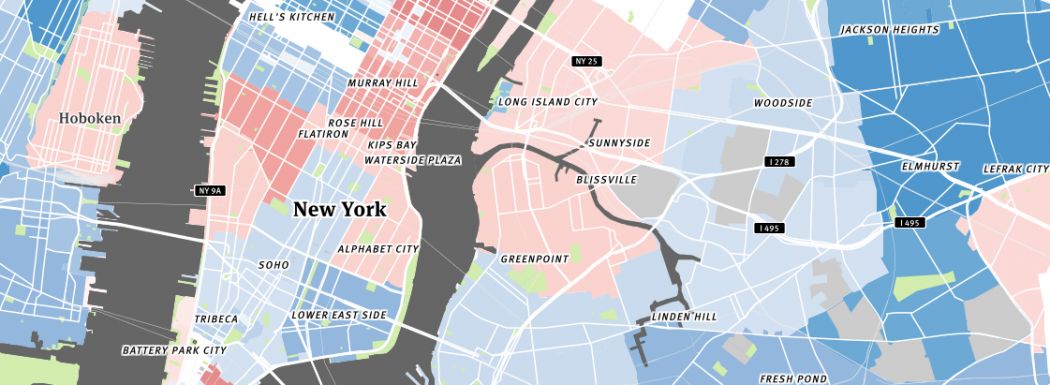 HELL'S KITCHEN
JACKSON HEIGHTS
NY 25
MURRAY HILL
LONG ISLAND CITY
WOODSIDE
Hoboken
ROSE HILL
FLATIRON
KIPS BAY
SUNNYSIDE
WATERSIDE PLAZA
I 278
ELMHURST
LEFRAK CITY
BLISSVILLE
NY 9A
New York
I 495
I 495
ALPHABET CITY
GREENPOINT
SOHO
TRIBECA
LOWER EAST SIDE
LINDEN HILL
BATTERY PARK CITY
FRESH POND